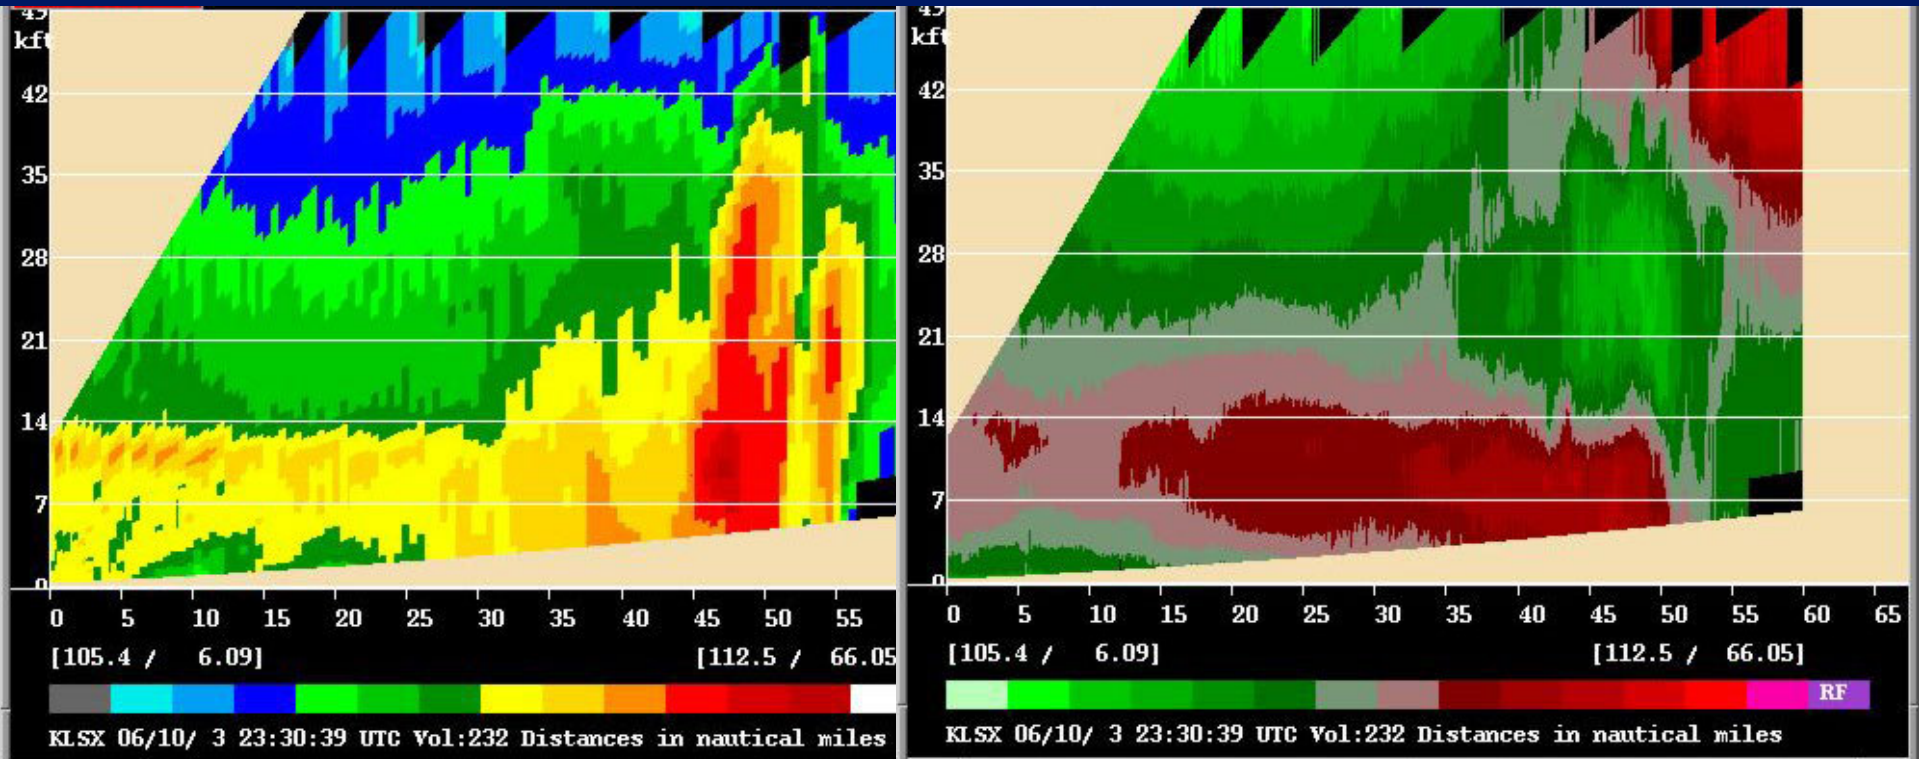 49
kft
42
35
28
21
14
7
0
0 5 10 15 20 25 30 35 40 45 50 55
[105.4 / 6.09] [112.5 / 66.05
KLSX 06/10/ 3 23:30:39 UTC Vol:232 Distances in nautical miles
49
kft
42
35
28
21
14
7
0
0 5 10 15 20 25 30 35 40 45 50 55 60 65
[105.4 / 6.09] [112.5 / 66.05]
RF
KLSX 06/10/ 3 23:30:39 UTC Vol:232 Distances in nautical miles